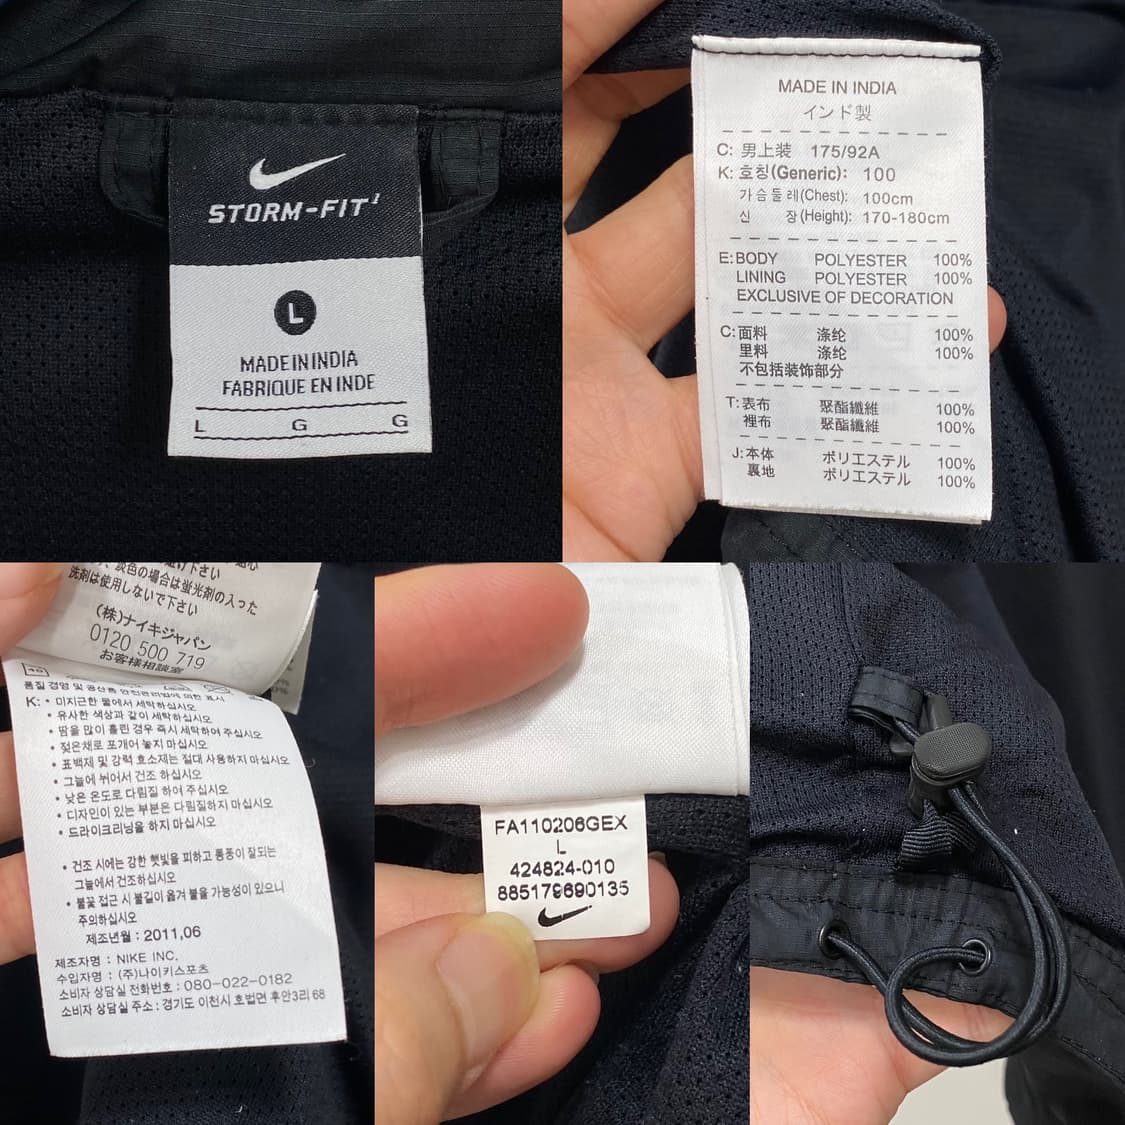 STORM-FIT¹
L
MADE IN INDIA
FABRIQUE EN INDE
L G G
MADE IN INDIA
インド製
C: 男上装 175/92A
K: 호칭(Generic): 100
가슴둘레(Chest): 100cm
신 장(Height): 170-180cm
E: BODY POLYESTER 100%
LINING POLYESTER 100%
EXCLUSIVE OF DECORATION
C: 面料 涤纶 100%
里料 涤纶 100%
不包括装饰部分
T: 表布 聚酯纖維 100%
裡布 聚酯纖維 100%
J: 本体 ポリエステル 100%
裏地 ポリエステル 100%
淡色の場合は蛍光剤の入った
洗剤は使用しないで下さい
(株)ナイキジャパン
0120 500 719
お客様相談室
40
K: • 미지근한 물에서 세탁하십시오
• 유사한 색상과 같이 세탁하십시오
• 땀을 많이 흘린 경우 즉시 세탁하여 주십시오
• 젖은채로 포개어 놓지 마십시오
• 표백제 및 강력 효소제는 절대 사용하지 마십시오
• 그늘에 뉘어서 건조 하십시오
• 낮은 온도로 다림질 하여 주십시오
• 디자인이 있는 부분은 다림질하지 마십시오
• 드라이크리닝을 하지 마십시오
• 건조 시에는 강한 햇빛을 피하고 통풍이 잘되는
그늘에서 건조하십시오
• 불꽃 접근 시 불길이 옮겨 붙을 가능성이 있으니
주의하십시오
제조년월 : 2011,06
제조자명 : NIKE INC.
수입자명 : (주)나이키스포츠
소비자 상담실 전화번호 : 080-022-0182
소비자 상담실 주소 : 경기도 이천시 호법면 후안3리 68
FA110206GEX
L
424824-010
885179690135